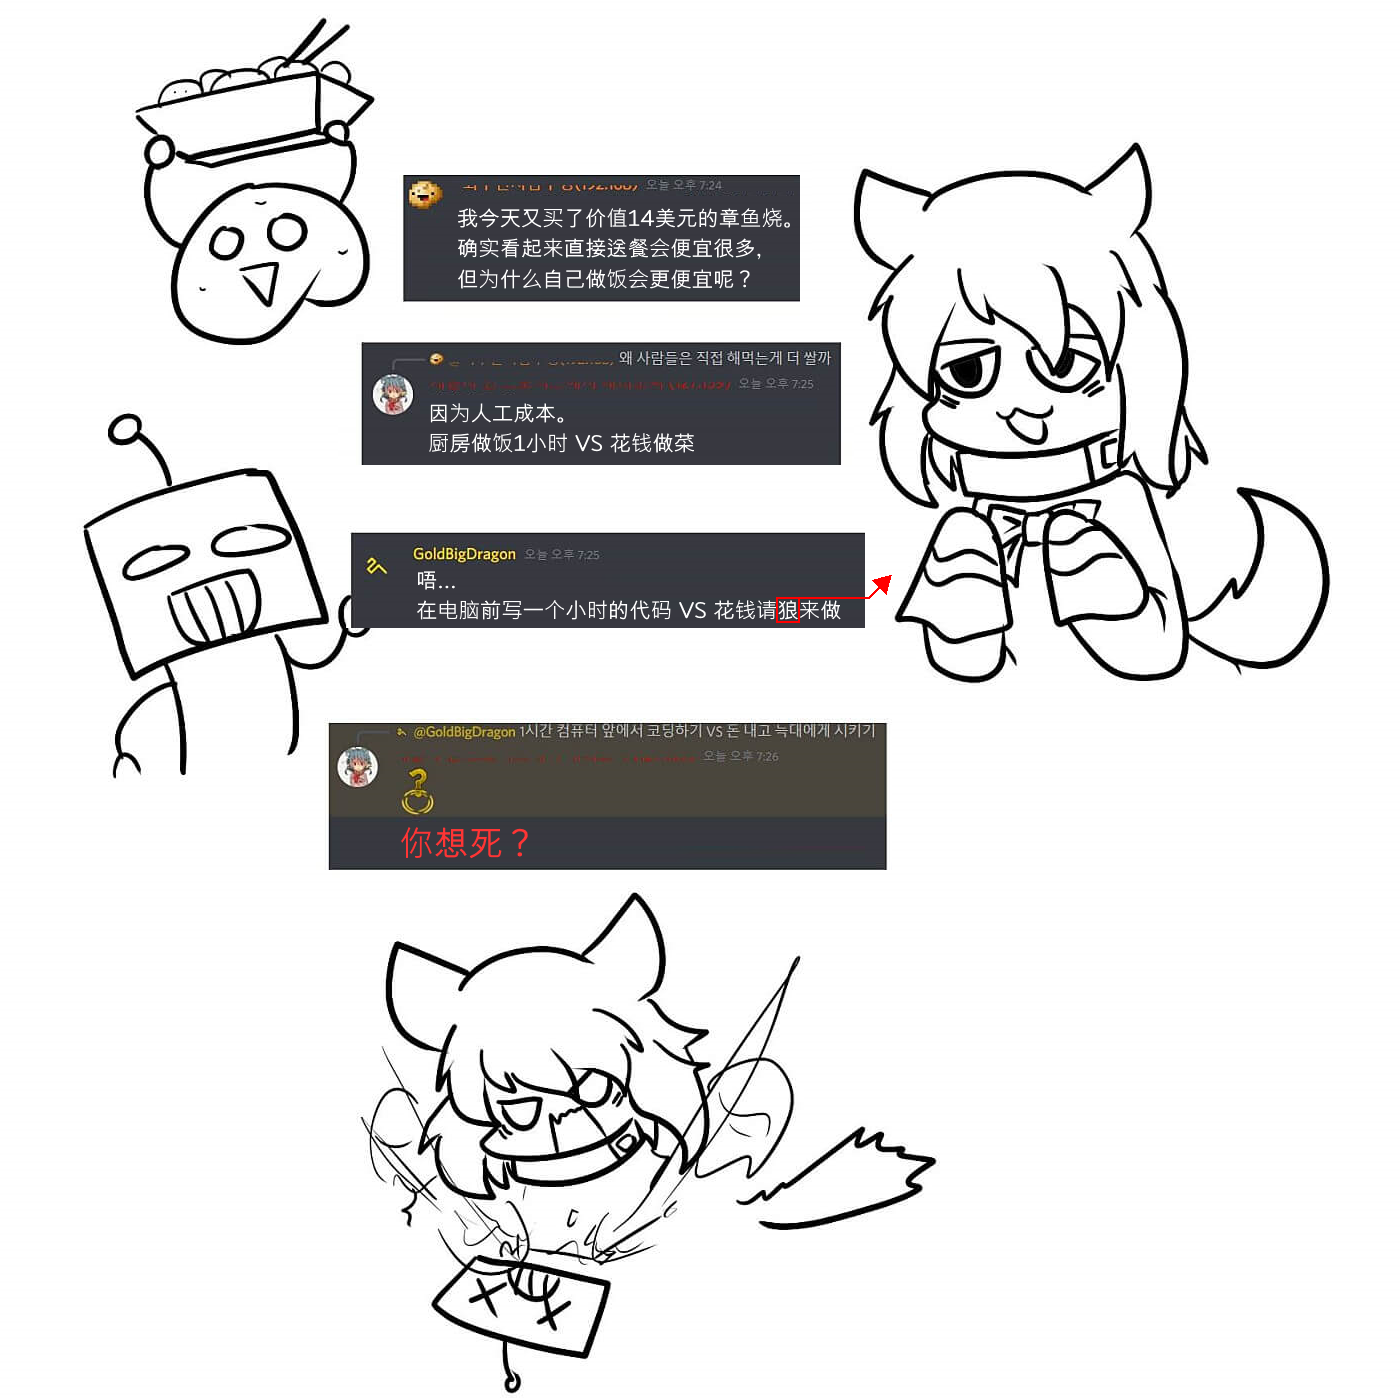 오늘 오후 7:24
我今天又买了价值14美元的章鱼烧。
确实看起来直接送餐会便宜很多，
但为什么自己做饭会更便宜呢？
왜 사람들은 직접 해먹는게 더 쌀까
오늘 오후 7:25
因为人工成本。
厨房做饭1小时 VS 花钱做菜
GoldBigDragon 오늘 오후 7:25
唔...
在电脑前写一个小时的代码 VS 花钱请狼来做
@GoldBigDragon 1시간 컴퓨터 앞에서 코딩하기 VS 돈 내고 늑대에게 시키기
오늘 오후 7:26
?
你想死？